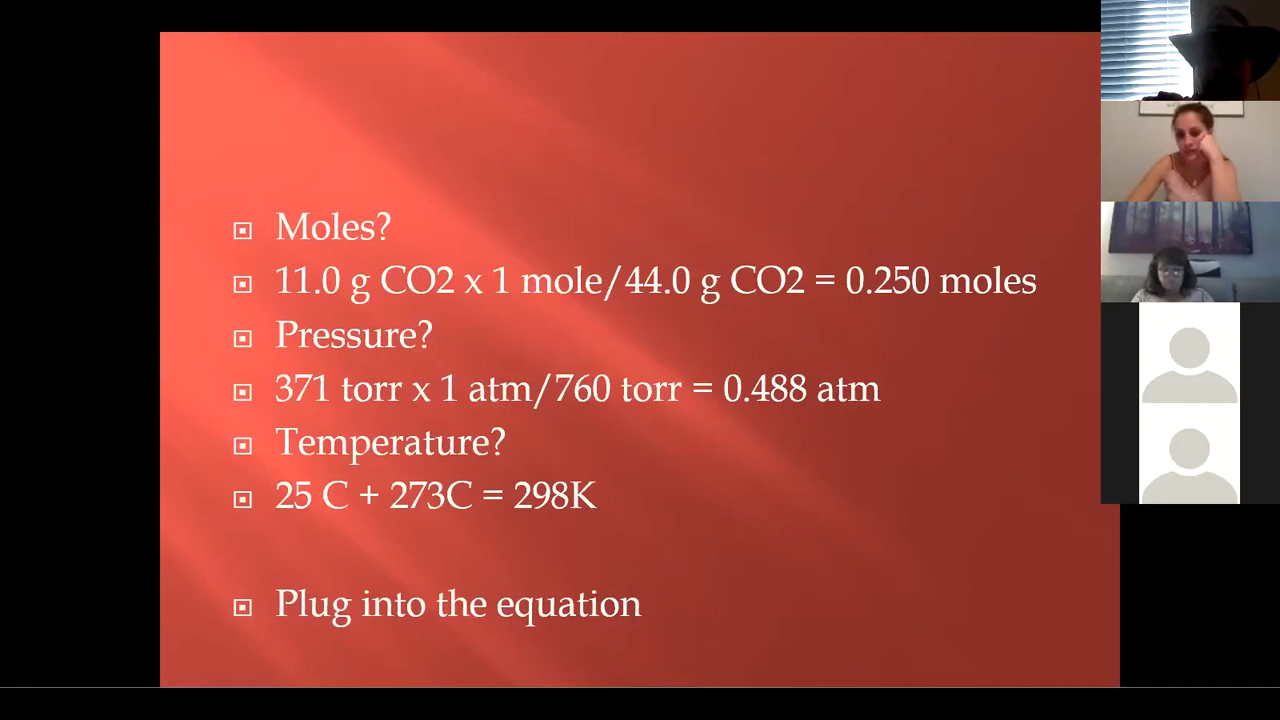 Moles?
11.0 g CO2 x 1 mole/44.0 g CO2 = 0.250 moles
Pressure?
371 torr x 1 atm/760 torr = 0.488 atm
Temperature?
25 C + 273C = 298K
Plug into the equation